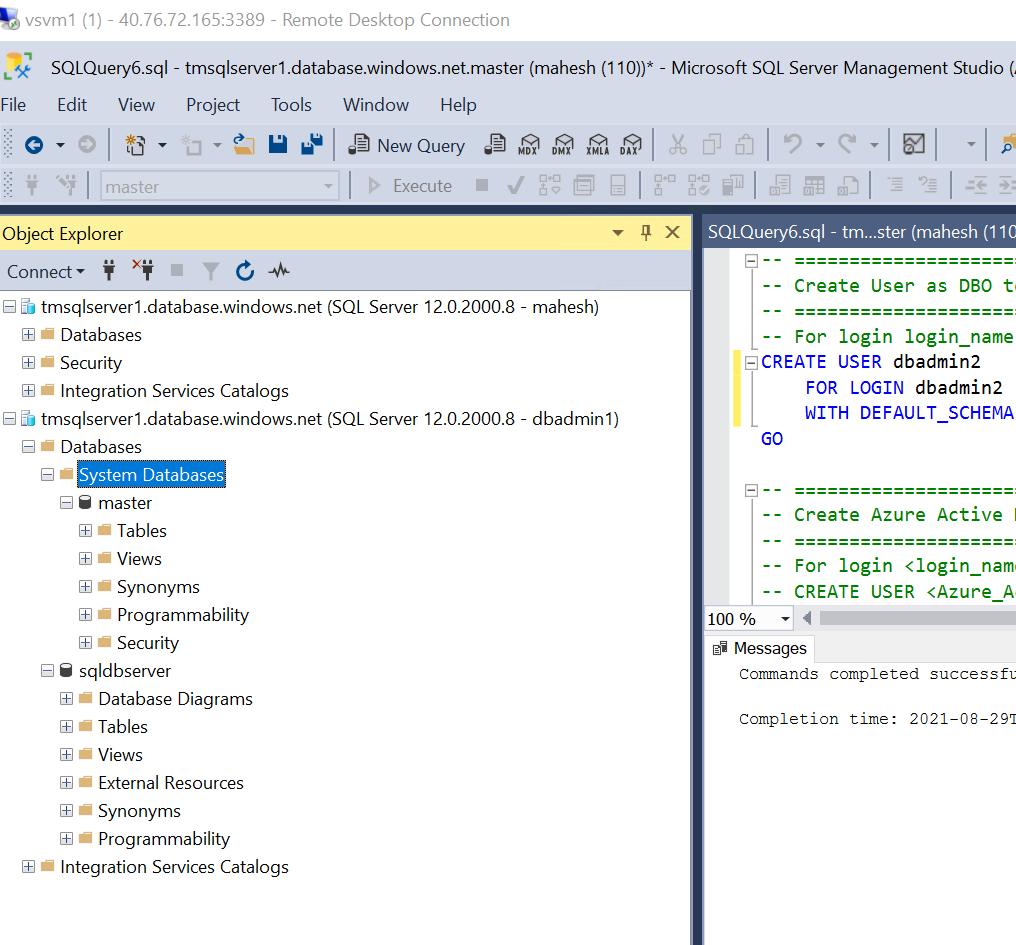 vsvm1 (1) - 40.76.72.165:3389 - Remote Desktop Connection
SQLQuery6.sql - tmsqlserver1.database.windows.net.master (mahesh (110))* - Microsoft SQL Server Management Studio (
File Edit View Project Tools Window Help
New Query MDX DMX XMLA DAX
master Execute
Object Explorer
Connect
tmsqlserver1.database.windows.net (SQL Server 12.0.2000.8 - mahesh)
Databases
Security
Integration Services Catalogs
tmsqlserver1.database.windows.net (SQL Server 12.0.2000.8 - dbadmin1)
Databases
System Databases
master
Tables
Views
Synonyms
Programmability
Security
sqldbserver
Database Diagrams
Tables
Views
External Resources
Synonyms
Programmability
Integration Services Catalogs
SQLQuery6.sql - tm...ster (mahesh (110
-- ====================
-- Create User as DBO t
-- ====================
-- For login login_name
CREATE USER dbadmin2
FOR LOGIN dbadmin2
WITH DEFAULT_SCHEMA
GO
-- ====================
-- Create Azure Active
-- ====================
-- For login <login_nam
-- CREATE USER <Azure_A
100 %
Messages
Commands completed successfu
Completion time: 2021-08-29T